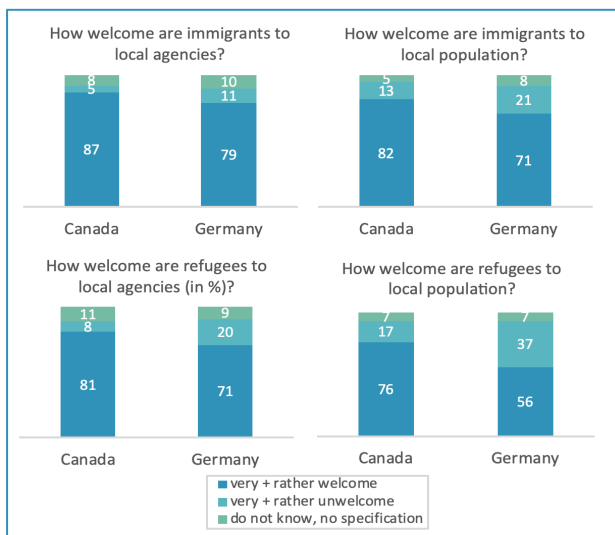 How welcome are immigrants to
local agencies?
8
5
87
10
11
79
Canada
Germany
How welcome are immigrants to
local population?
5
13
82
8
21
71
Canada
Germany
How welcome are refugees to
local agencies (in %)?
11
8
81
9
20
71
Canada
Germany
How welcome are refugees to
local population?
7
17
76
7
37
56
Canada
Germany
very + rather welcome
very + rather unwelcome
do not know, no specification